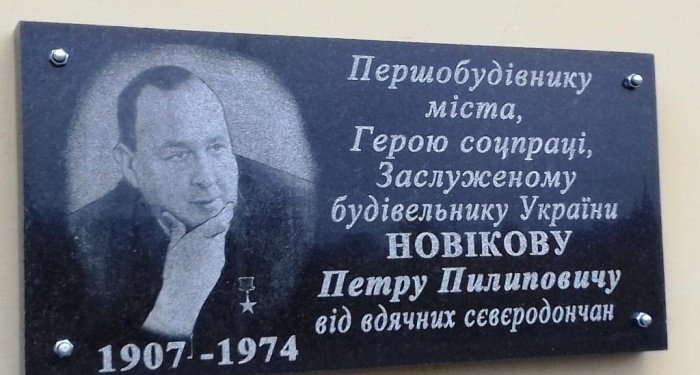 Першобудівнику
міста,
Герою соцпраці,
Заслуженому
будівельнику України
НОВІКОВУ
Петру Пилиповичу
від вдячних сєвєродончан
1907 - 1974